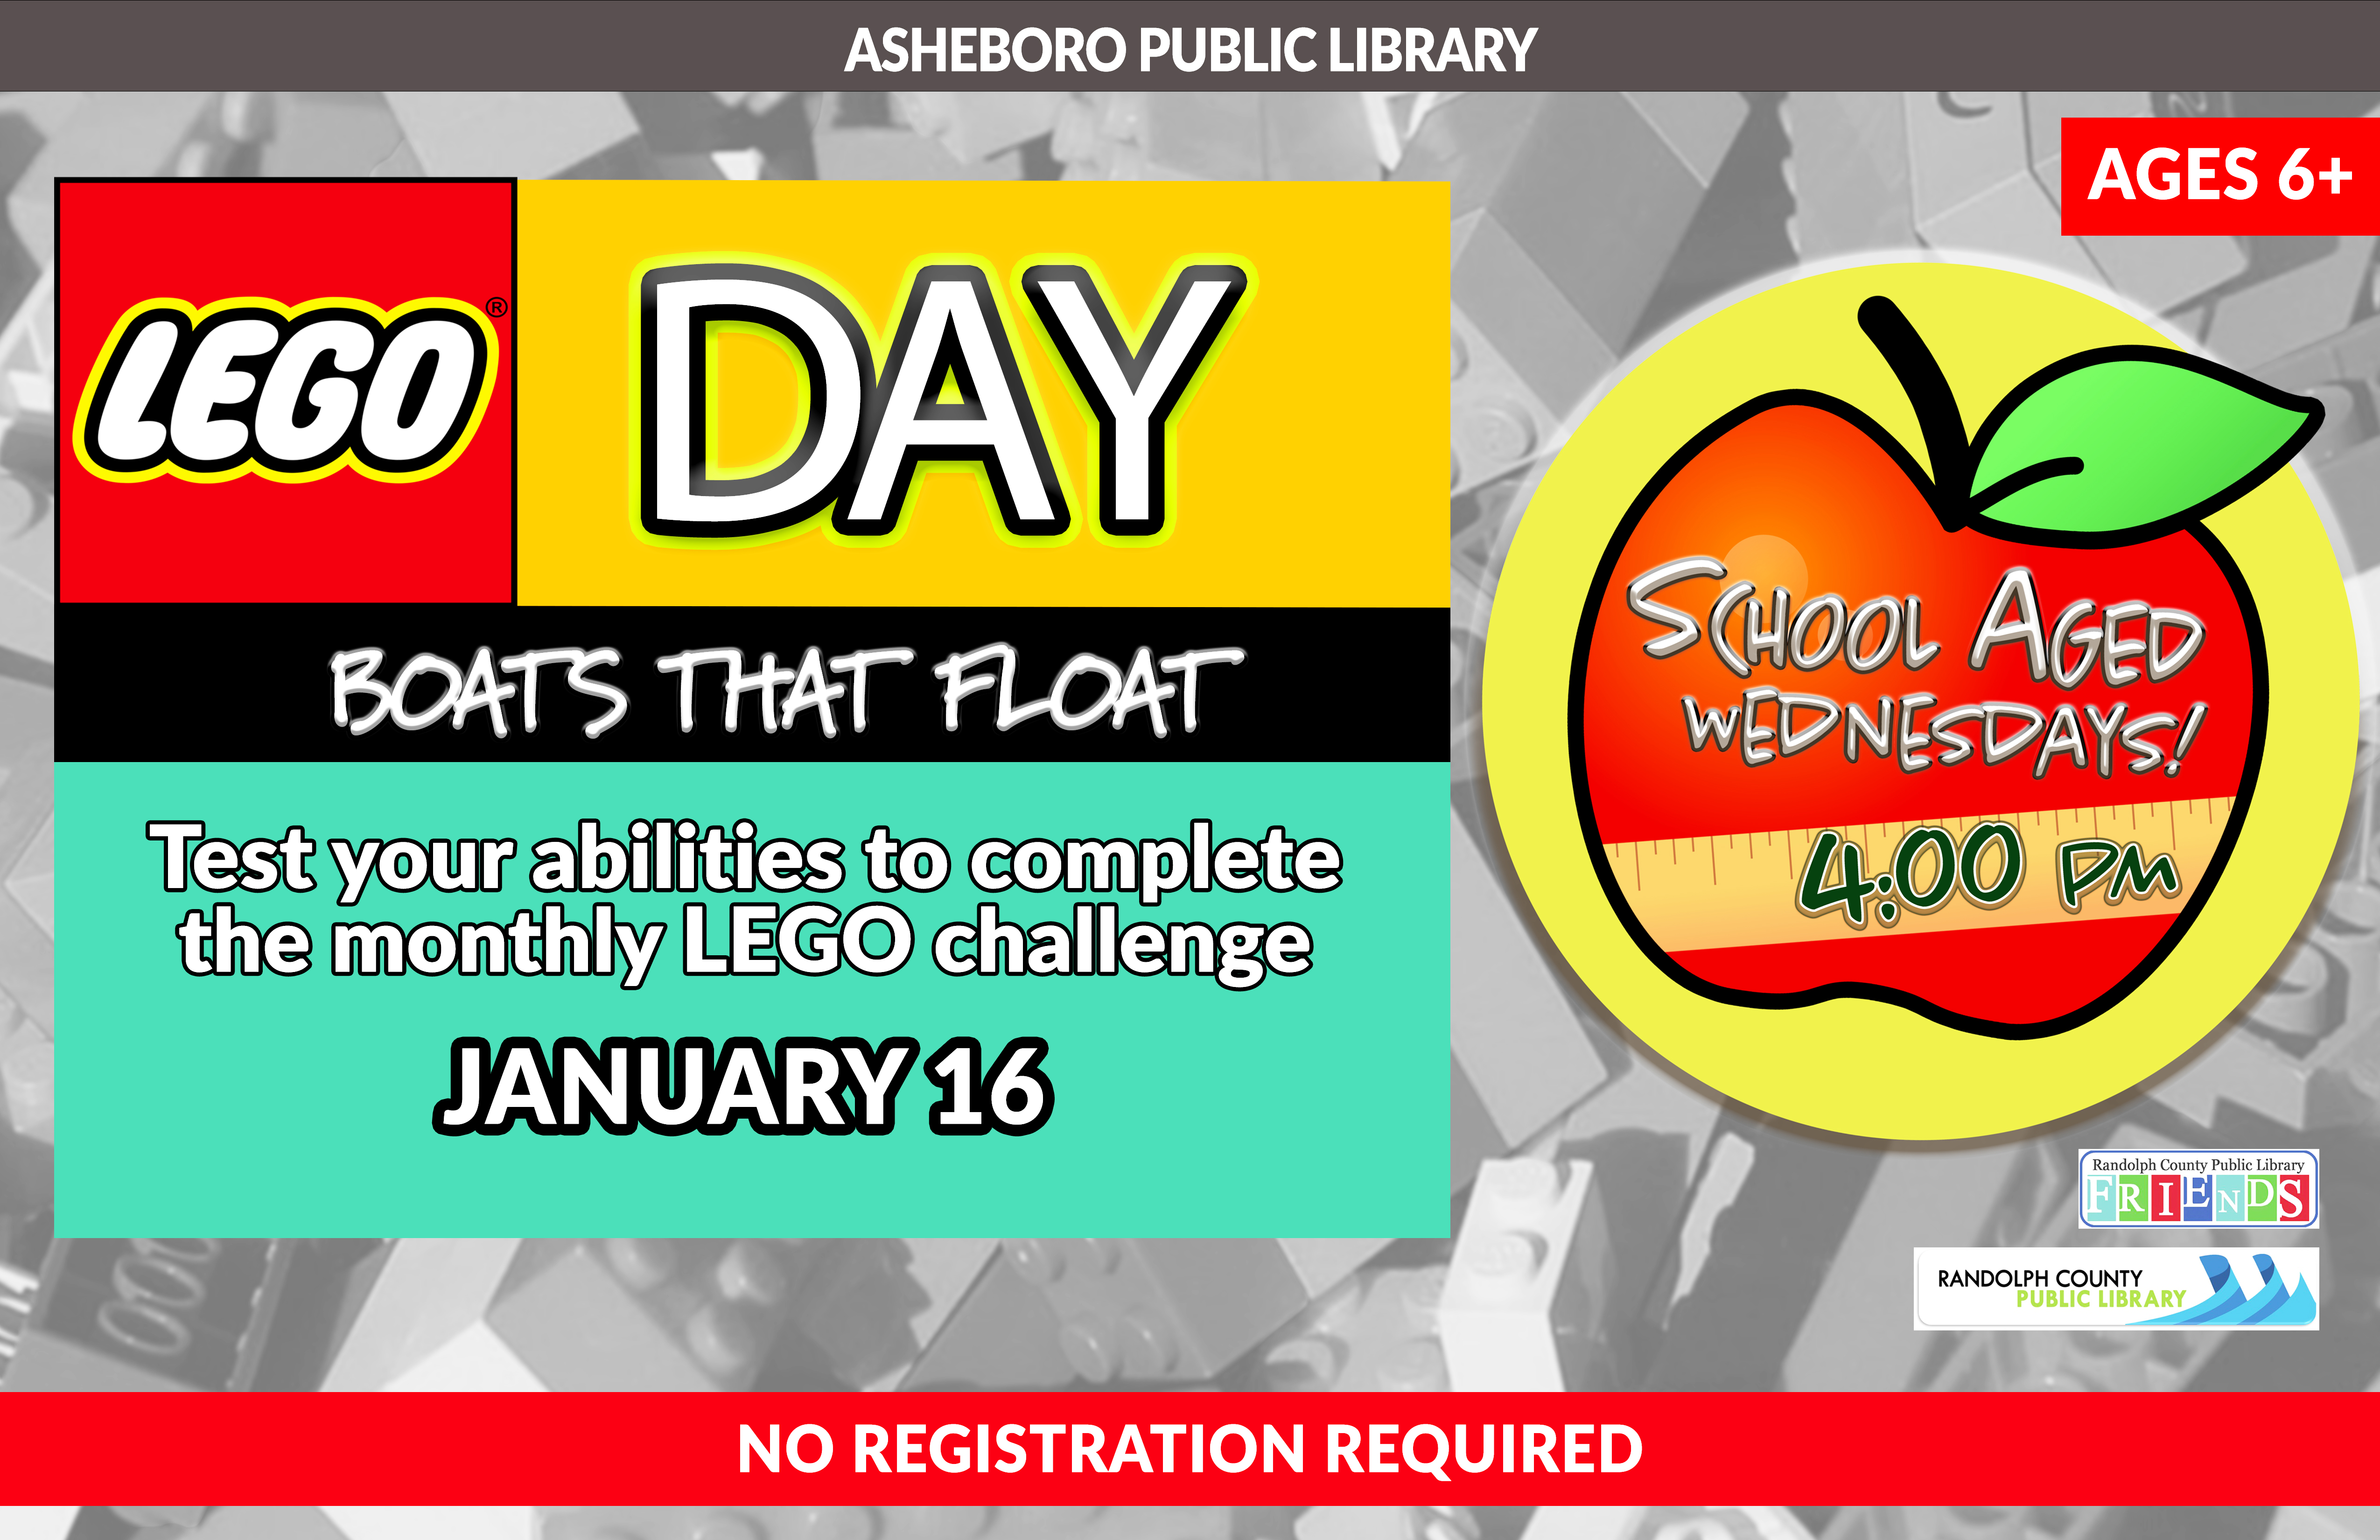 ASHEBORO PUBLIC LIBRARY
AGES 6+
LEGO®
DAY
BOATS THAT FLOAT
Test your abilities to complete
the monthly LEGO challenge
JANUARY 16
SCHOOL AGED
WEDNESDAYS!
4:00 PM
Randolph County Public Library
FRIENDS
RANDOLPH COUNTY
PUBLIC LIBRARY
NO REGISTRATION REQUIRED